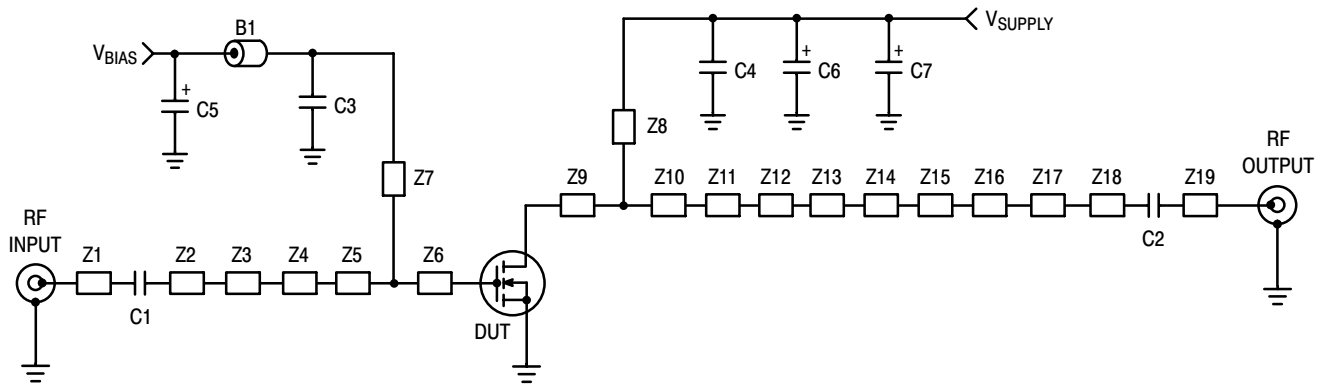 VSUPPLY
B1
VBIAS
+
C5
C3
C4
+
C6
+
C7
Z8
Z7
RF
INPUT
Z1
C1
Z2
Z3
Z4
Z5
Z6
DUT
Z9
Z10
Z11
Z12
Z13
Z14
Z15
Z16
Z17
Z18
C2
Z19
RF
OUTPUT